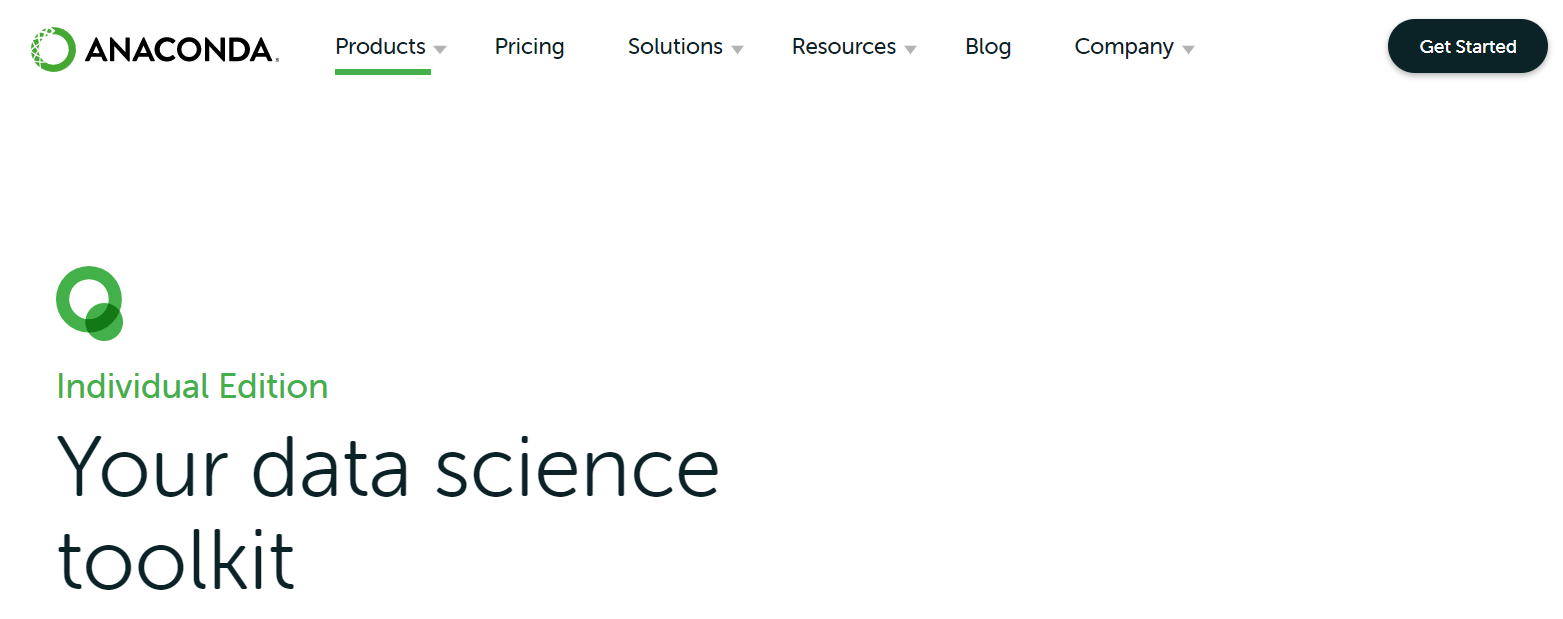 ANACONDA. Products Pricing Solutions Resources Blog Company Get Started
Individual Edition
Your data science
toolkit